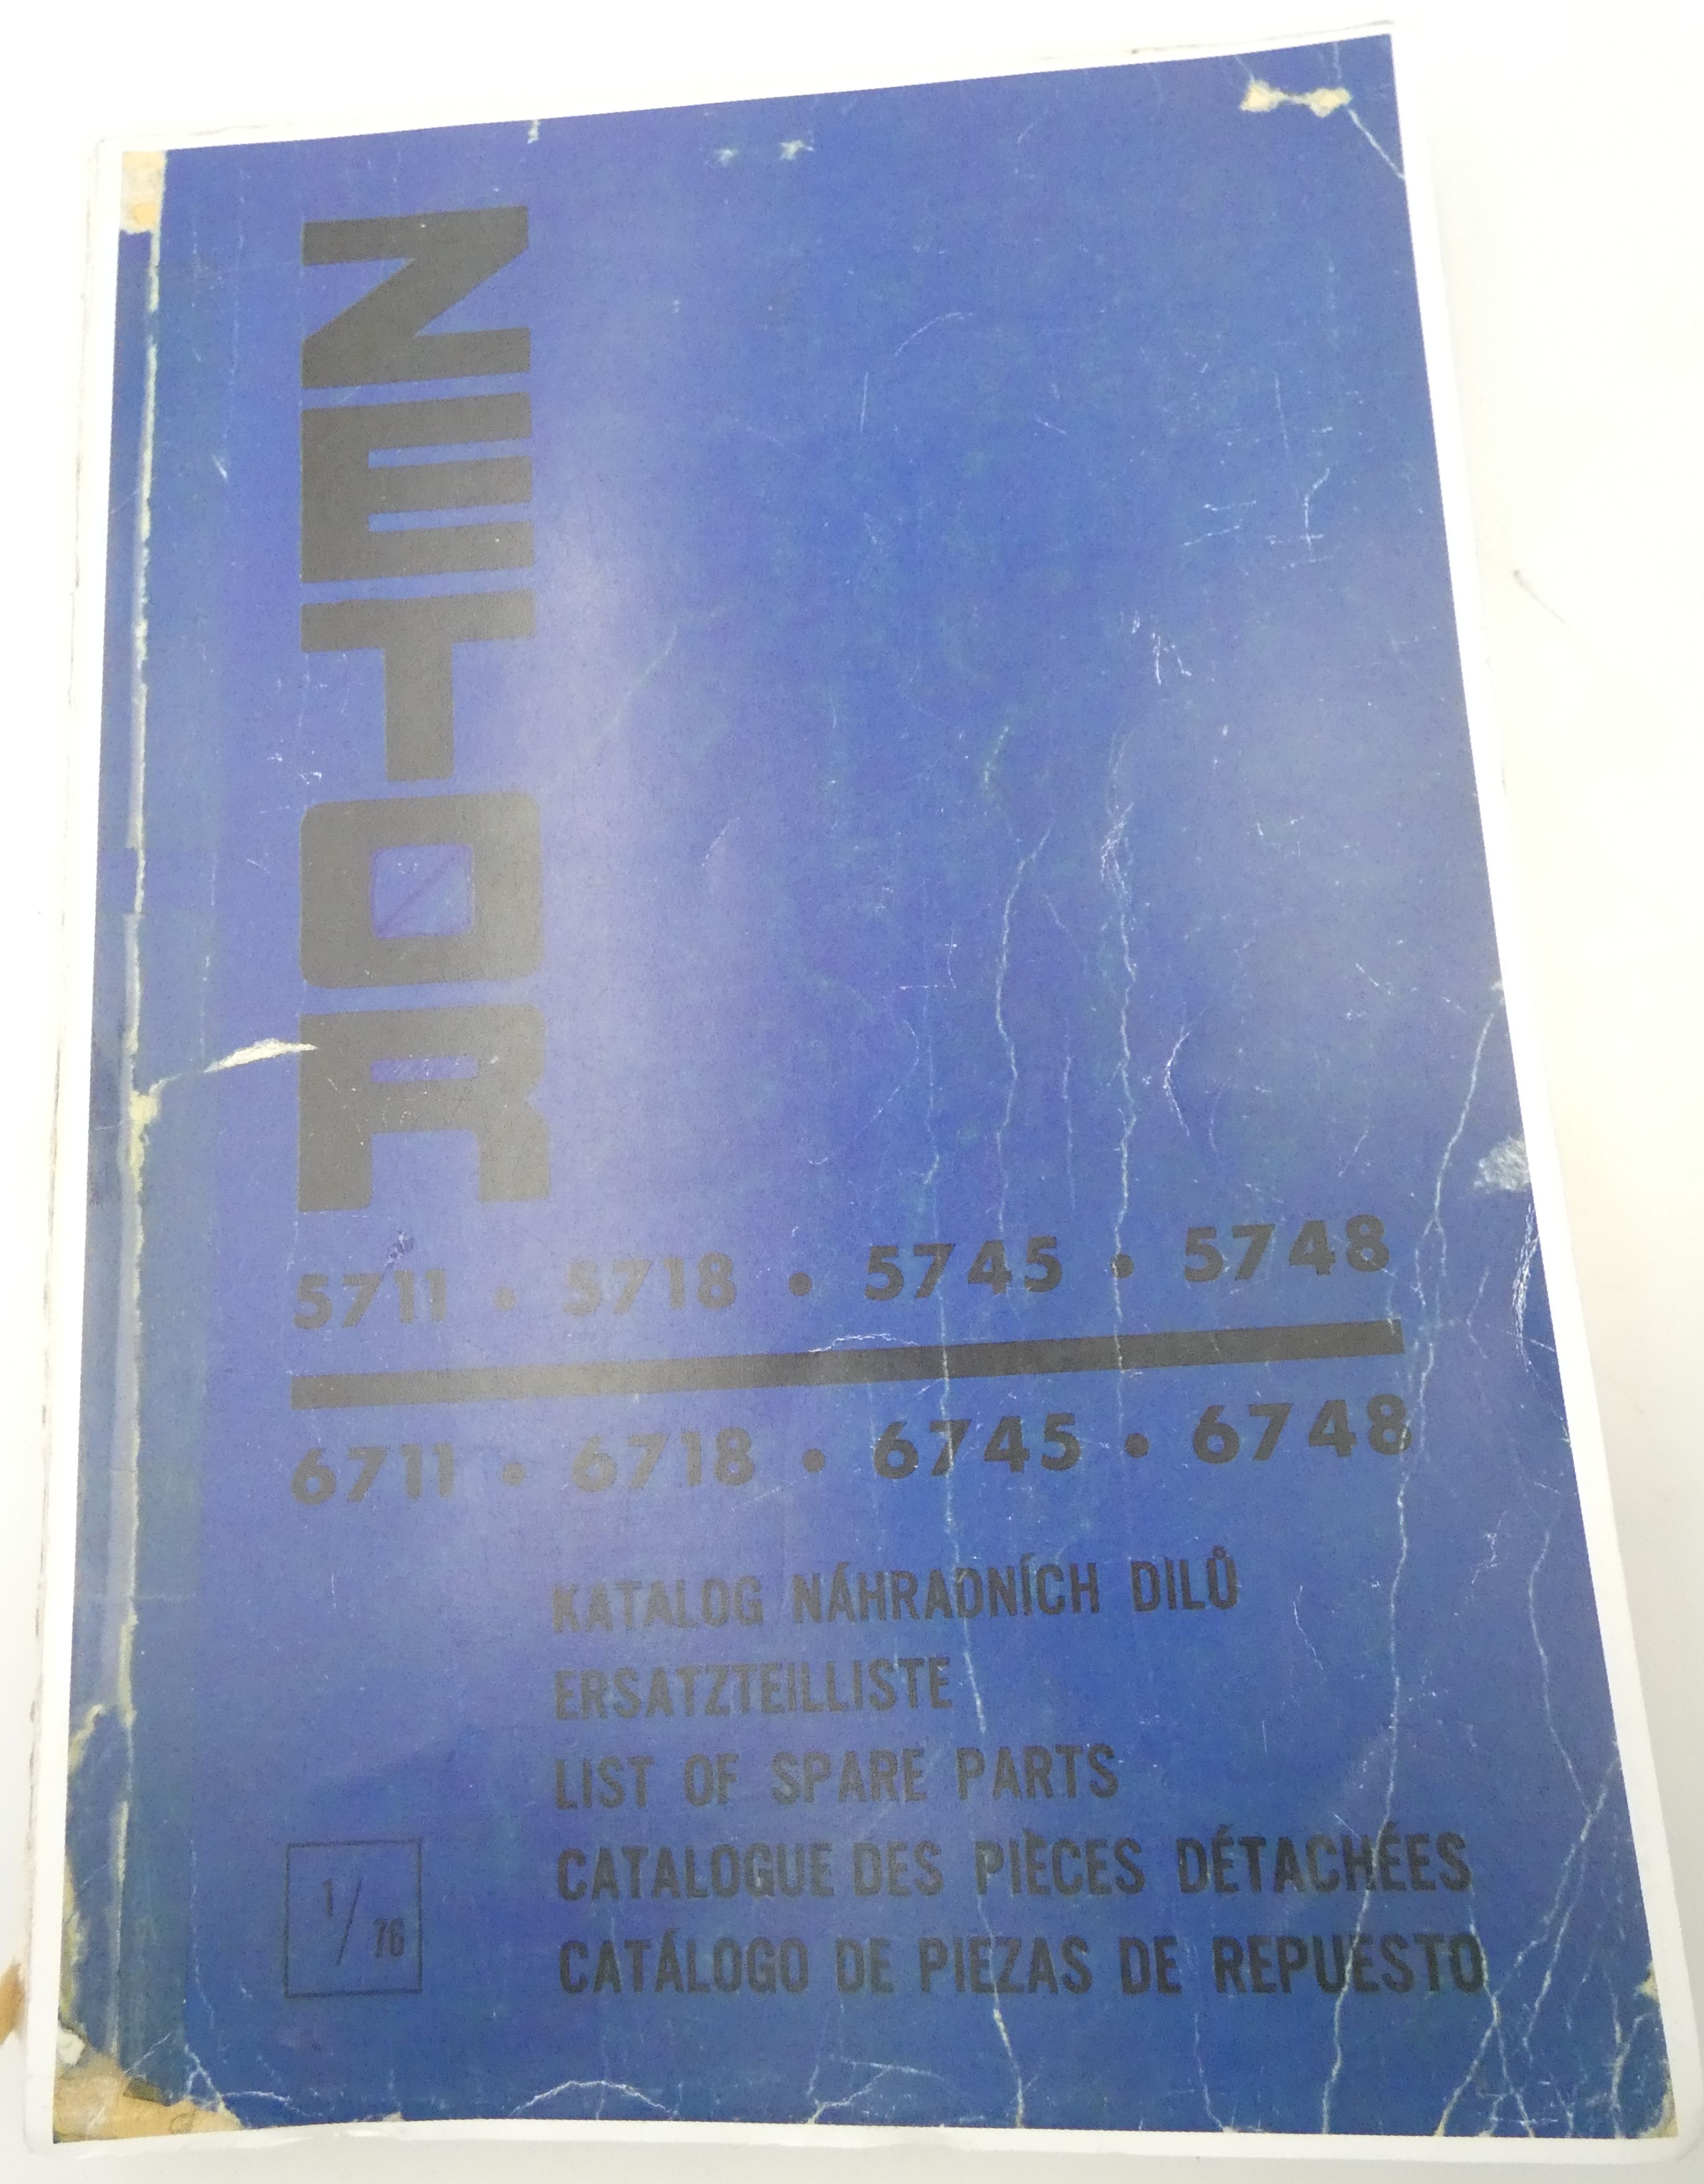 ZETOR
5711 • 5718 • 5745 • 5748
6711 • 6718 • 6745 • 6748
KATALOG NÁHRADNÍCH DILŮ
ERSATZTEILLISTE
LIST OF SPARE PARTS
CATALOGUE DES PIÈCES DÉTACHÉES
CATÁLOGO DE PIEZAS DE REPUESTO
1/76